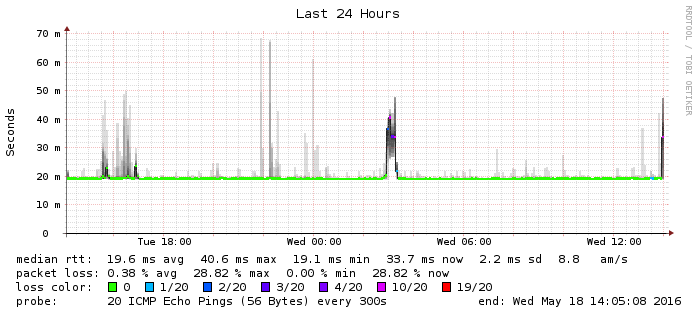 Last 24 Hours
RRDTOOL / TOBI OETIKER
Seconds
70 m
60 m
50 m
40 m
30 m
20 m
10 m
0
Tue 18:00 Wed 00:00 Wed 06:00 Wed 12:00
median rtt: 19.6 ms avg 40.6 ms max 19.1 ms min 33.7 ms now 2.2 ms sd 8.8 am/s
packet loss: 0.38 % avg 28.82 % max 0.00 % min 28.82 % now
loss color: 0 1/20 2/20 3/20 4/20 10/20 19/20
probe: 20 ICMP Echo Pings (56 Bytes) every 300s end: Wed May 18 14:05:08 2016